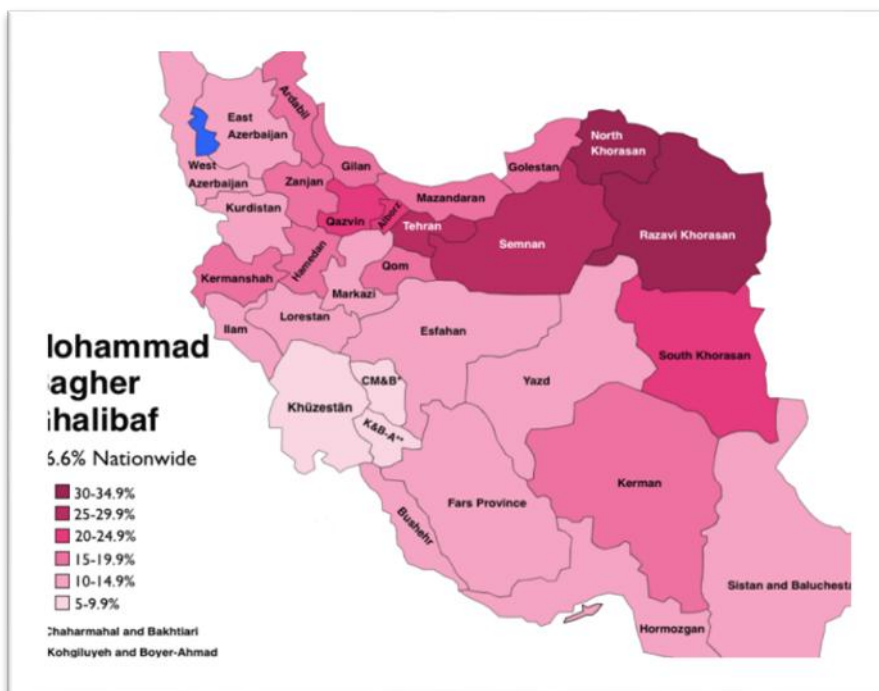 East
Azerbaijan
Ardabil
West
Azerbaijan
Gilan
Zanjan
Kurdistan
Qazvin
Alborz
Mazandaran
Golestan
North
Khorasan
Tehran
Semnan
Razavi Khorasan
Kermanshah
Hamedan
Qom
Markazi
Ilam
Lorestan
Esfahan
South Khorasan
CM&B*
Yazd
Khūzestān
K&B-A**
Kerman
Fars Province
Bushehr
Sistan and Baluchesta
Hormozgan
ohammad
agher
halibaf
6.6% Nationwide
30-34.9%
25-29.9%
20-24.9%
15-19.9%
10-14.9%
5-9.9%
Chaharmahal and Bakhtiari
Kohgiluyeh and Boyer-Ahmad